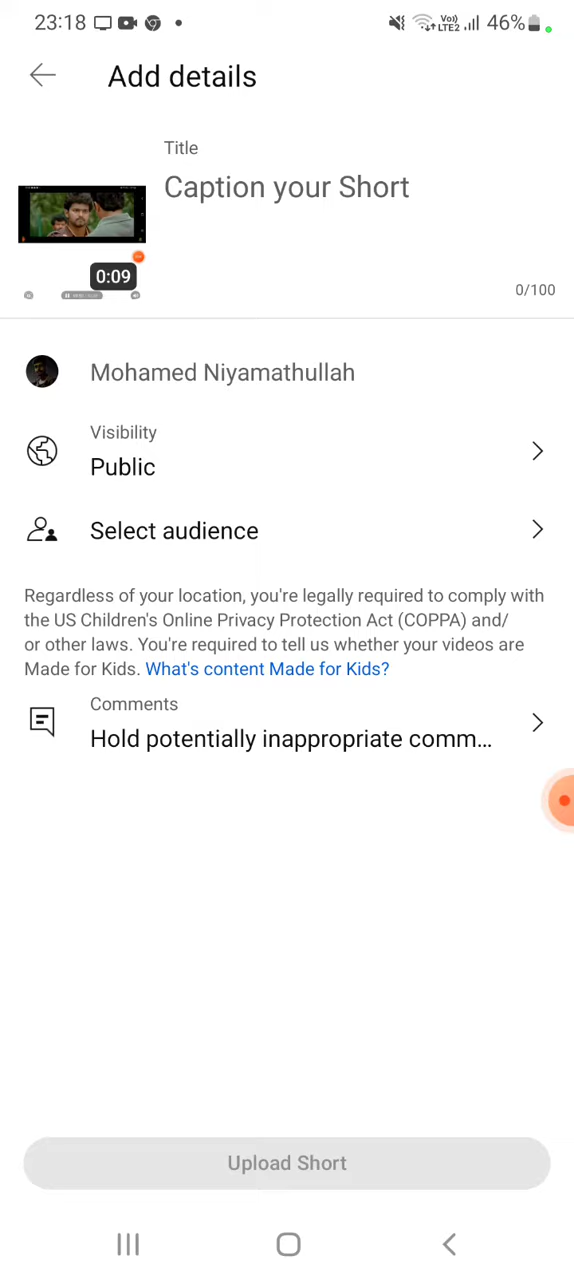 23:18
Vo)) LTE2 46%
Add details
Title
Caption your Short
0:09
0/100
Mohamed Niyamathullah
Visibility
Public
Select audience
Regardless of your location, you're legally required to comply with
the US Children's Online Privacy Protection Act (COPPA) and/
or other laws. You're required to tell us whether your videos are
Made for Kids. What's content Made for Kids?
Comments
Hold potentially inappropriate comm...
Upload Short